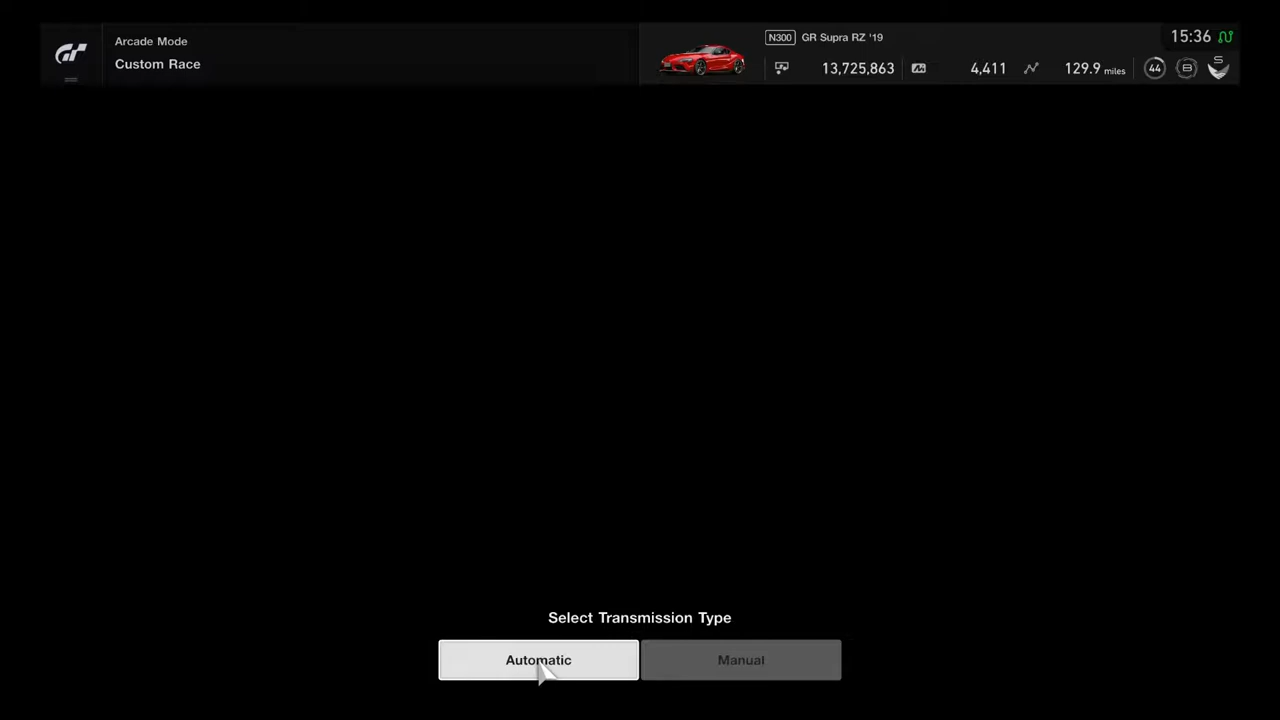 Arcade Mode
Custom Race
N300 GR Supra RZ '19
13,725,863 4,411 129.9 miles 44 B S
15:36
Select Transmission Type
Automatic Manual